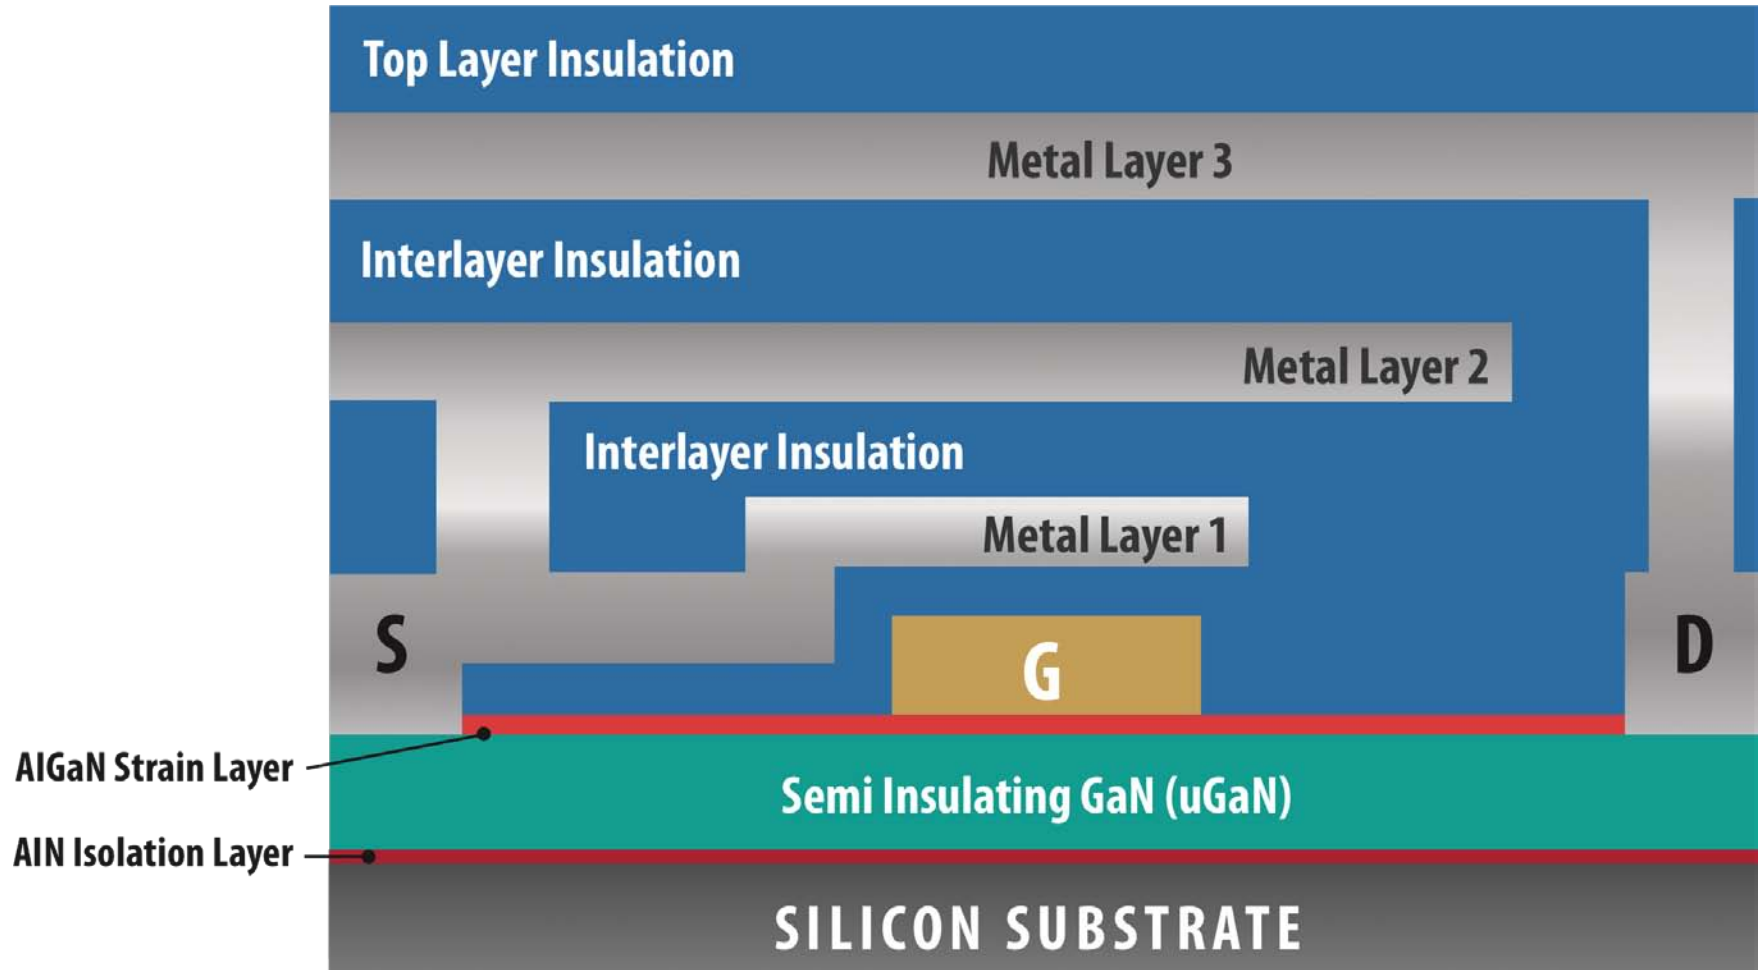 Top Layer Insulation
Metal Layer 3
Interlayer Insulation
Metal Layer 2
Interlayer Insulation
Metal Layer 1
S
G
D
AlGaN Strain Layer
Semi Insulating GaN (uGaN)
AlN Isolation Layer
SILICON SUBSTRATE